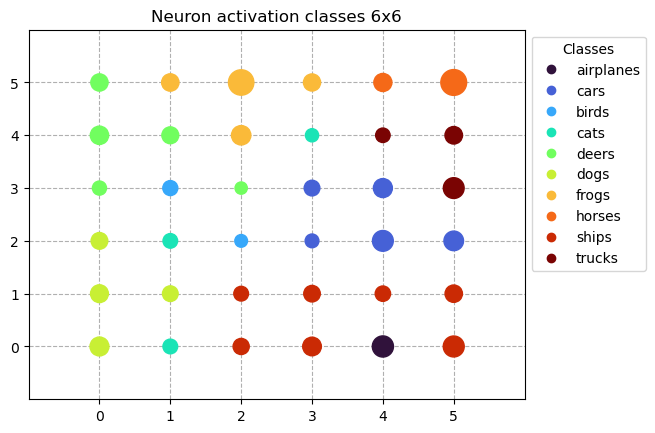 Neuron activation classes 6x6
5
4
3
2
1
0
0 1 2 3 4 5
Classes
airplanes
cars
birds
cats
deers
dogs
frogs
horses
ships
trucks